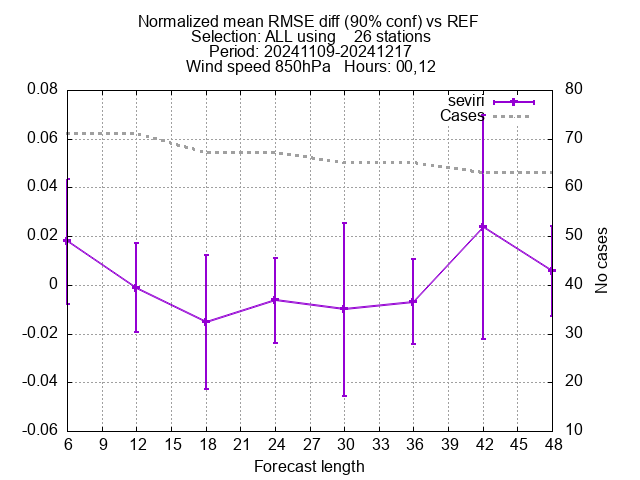 Normalized mean RMSE diff (90% conf) vs REF
Selection: ALL using    26 stations
Period: 20241109-20241217
Wind speed 850hPa   Hours: 00,12
seviri
Cases
0.08
0.06
0.04
0.02
0
-0.02
-0.04
-0.06
80
70
60
50
40
30
20
10
No cases
6 9 12 15 18 21 24 27 30 33 36 39 42 45 48
Forecast length